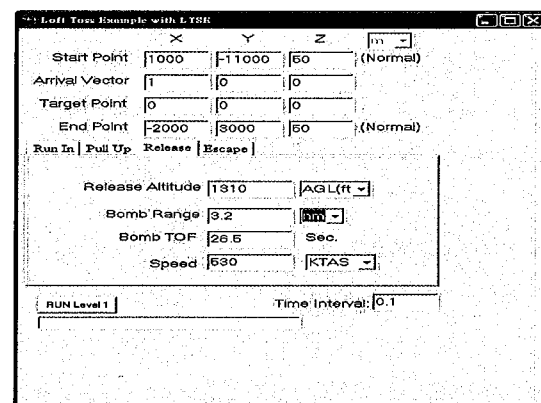 Loft Toss Example with LTSK
X Y Z m
Start Point 1000 -11000 50 (Normal)
Arrival Vector 1 0 0
Target Point 0 0 0
End Point -2000 3000 50 (Normal)
Run In Pull Up Release Escape
Release Altitude 1310 AGL(ft
Bomb Range 3.2 nm
Bomb TOF 26.5 Sec.
Speed 530 KTAS
RUN Level 1 Time Interval: 0.1